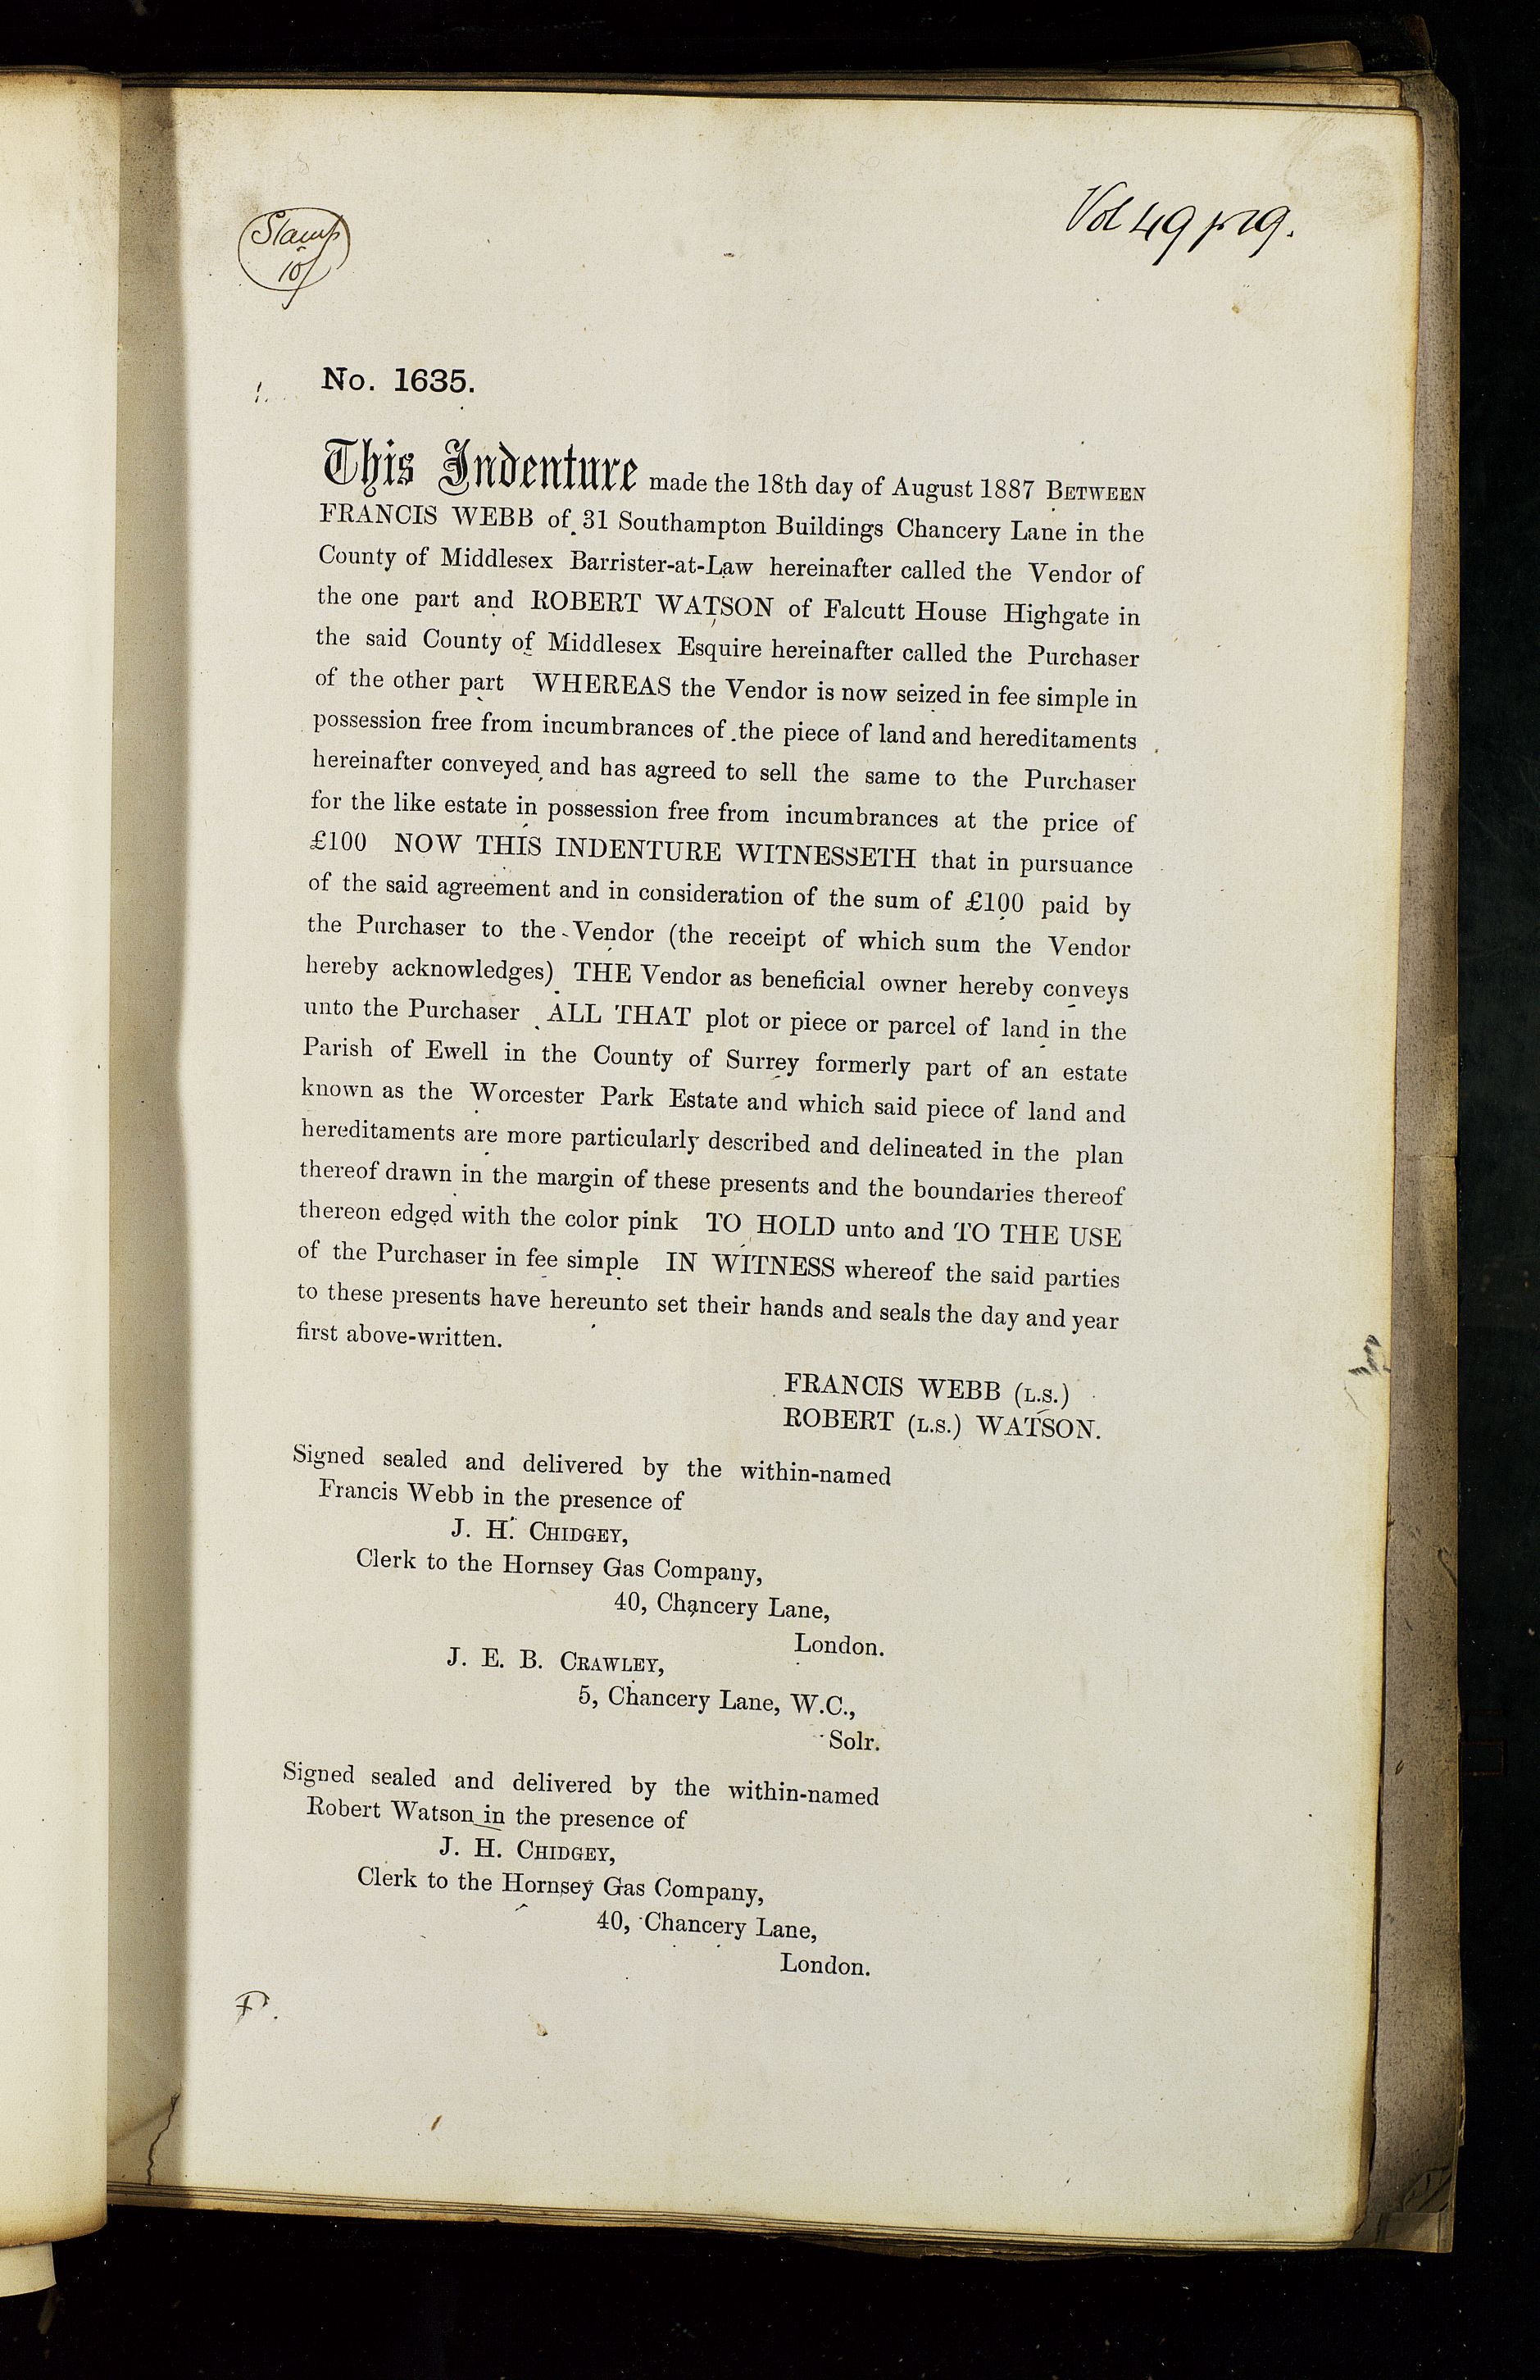 Stamp
10/
Vol 49 p 19.
No. 1635.
This Indenture made the 18th day of August 1887 BETWEEN
FRANCIS WEBB of 31 Southampton Buildings Chancery Lane in the
County of Middlesex Barrister-at-Law hereinafter called the Vendor of
the one part and ROBERT WATSON of Falcutt House Highgate in
the said County of Middlesex Esquire hereinafter called the Purchaser
of the other part WHEREAS the Vendor is now seized in fee simple in
possession free from incumbrances of the piece of land and hereditaments
hereinafter conveyed and has agreed to sell the same to the Purchaser
for the like estate in possession free from incumbrances at the price of
£100 NOW THIS INDENTURE WITNESSETH that in pursuance
of the said agreement and in consideration of the sum of £100 paid by
the Purchaser to the Vendor (the receipt of which sum the Vendor
hereby acknowledges) THE Vendor as beneficial owner hereby conveys
unto the Purchaser ALL THAT plot or piece or parcel of land in the
Parish of Ewell in the County of Surrey formerly part of an estate
known as the Worcester Park Estate and which said piece of land and
hereditaments are more particularly described and delineated in the plan
thereof drawn in the margin of these presents and the boundaries thereof
thereon edged with the color pink TO HOLD unto and TO THE USE
of the Purchaser in fee simple IN WITNESS whereof the said parties
to these presents have hereunto set their hands and seals the day and year
first above-written.
FRANCIS WEBB (L.S.)
ROBERT (L.S.) WATSON.
Signed sealed and delivered by the within-named
Francis Webb in the presence of
J. H. CHIDGEY,
Clerk to the Hornsey Gas Company,
40, Chancery Lane,
London.
J. E. B. CRAWLEY,
5, Chancery Lane, W.C.,
Solr.
Signed sealed and delivered by the within-named
Robert Watson in the presence of
J. H. CHIDGEY,
Clerk to the Hornsey Gas Company,
40, Chancery Lane,
London.